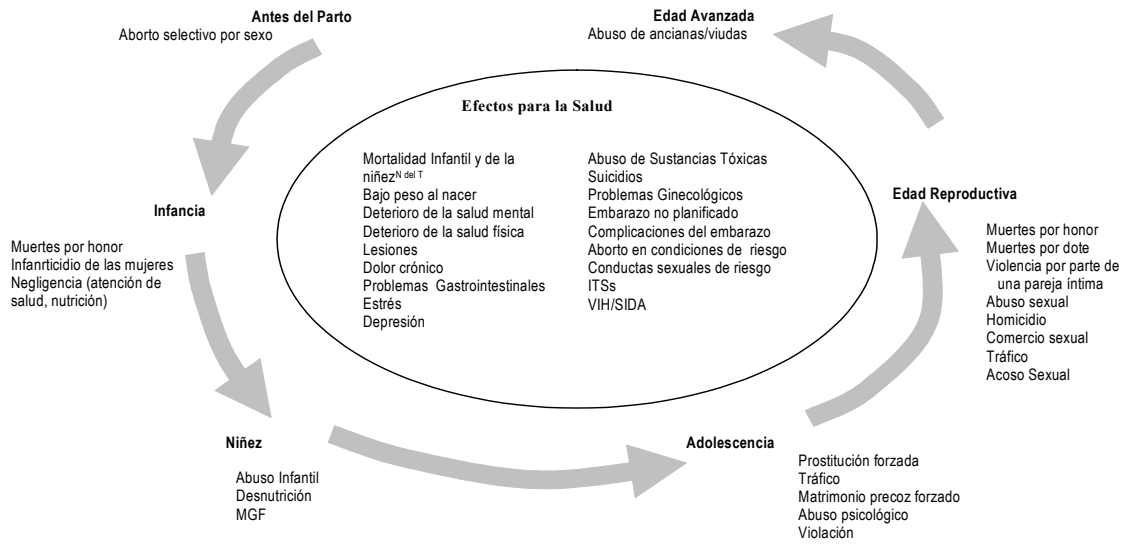 Antes del Parto
Aborto selectivo por sexo
Edad Avanzada
Abuso de ancianas/viudas
Efectos para la Salud
Mortalidad Infantil y de la
niñez^N del T
Bajo peso al nacer
Deterioro de la salud mental
Deterioro de la salud física
Lesiones
Dolor crónico
Problemas Gastrointestinales
Estrés
Depresión
Abuso de Sustancias Tóxicas
Suicidios
Problemas Ginecológicos
Embarazo no planificado
Complicaciones del embarazo
Aborto en condiciones de riesgo
Conductas sexuales de riesgo
ITSs
VIH/SIDA
Infancia
Muertes por honor
Infanrticidio de las mujeres
Negligencia (atención de
salud, nutrición)
Edad Reproductiva
Muertes por honor
Muertes por dote
Violencia por parte de
una pareja íntima
Abuso sexual
Homicidio
Comercio sexual
Tráfico
Acoso Sexual
Niñez
Abuso Infantil
Desnutrición
MGF
Adolescencia
Prostitución forzada
Tráfico
Matrimonio precoz forzado
Abuso psicológico
Violación